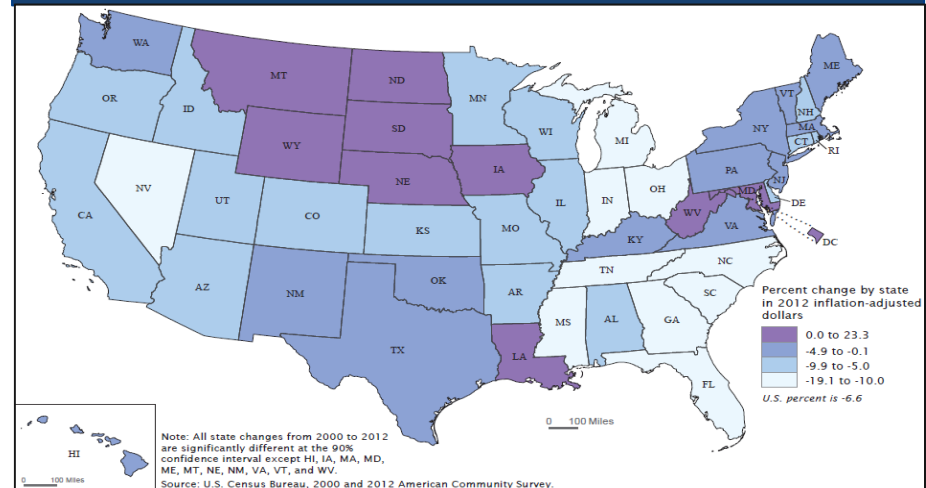 WA
MT
ND
ME
OR
ID
MN
VT
NH
WI
NY
MA
SD
WY
MI
CT
RI
IA
PA
NJ
NE
NV
OH
MD
DE
UT
IL
IN
WV
CO
CA
VA
KS
MO
KY
DC
NC
TN
OK
AZ
NM
AR
SC
Percent change by state
in 2012 inflation-adjusted
dollars
MS
AL
GA
0.0 to 23.3
-4.9 to -0.1
-9.9 to -5.0
-19.1 to -10.0
TX
LA
FL
U.S. percent is -6.6
0 100 Miles
HI
0 100 Miles
Note: All state changes from 2000 to 2012
are significantly different at the 90%
confidence interval except HI, IA, MA, MD,
ME, MT, NE, NM, VA, VT, and WV.
Source: U.S. Census Bureau, 2000 and 2012 American Community Survey.